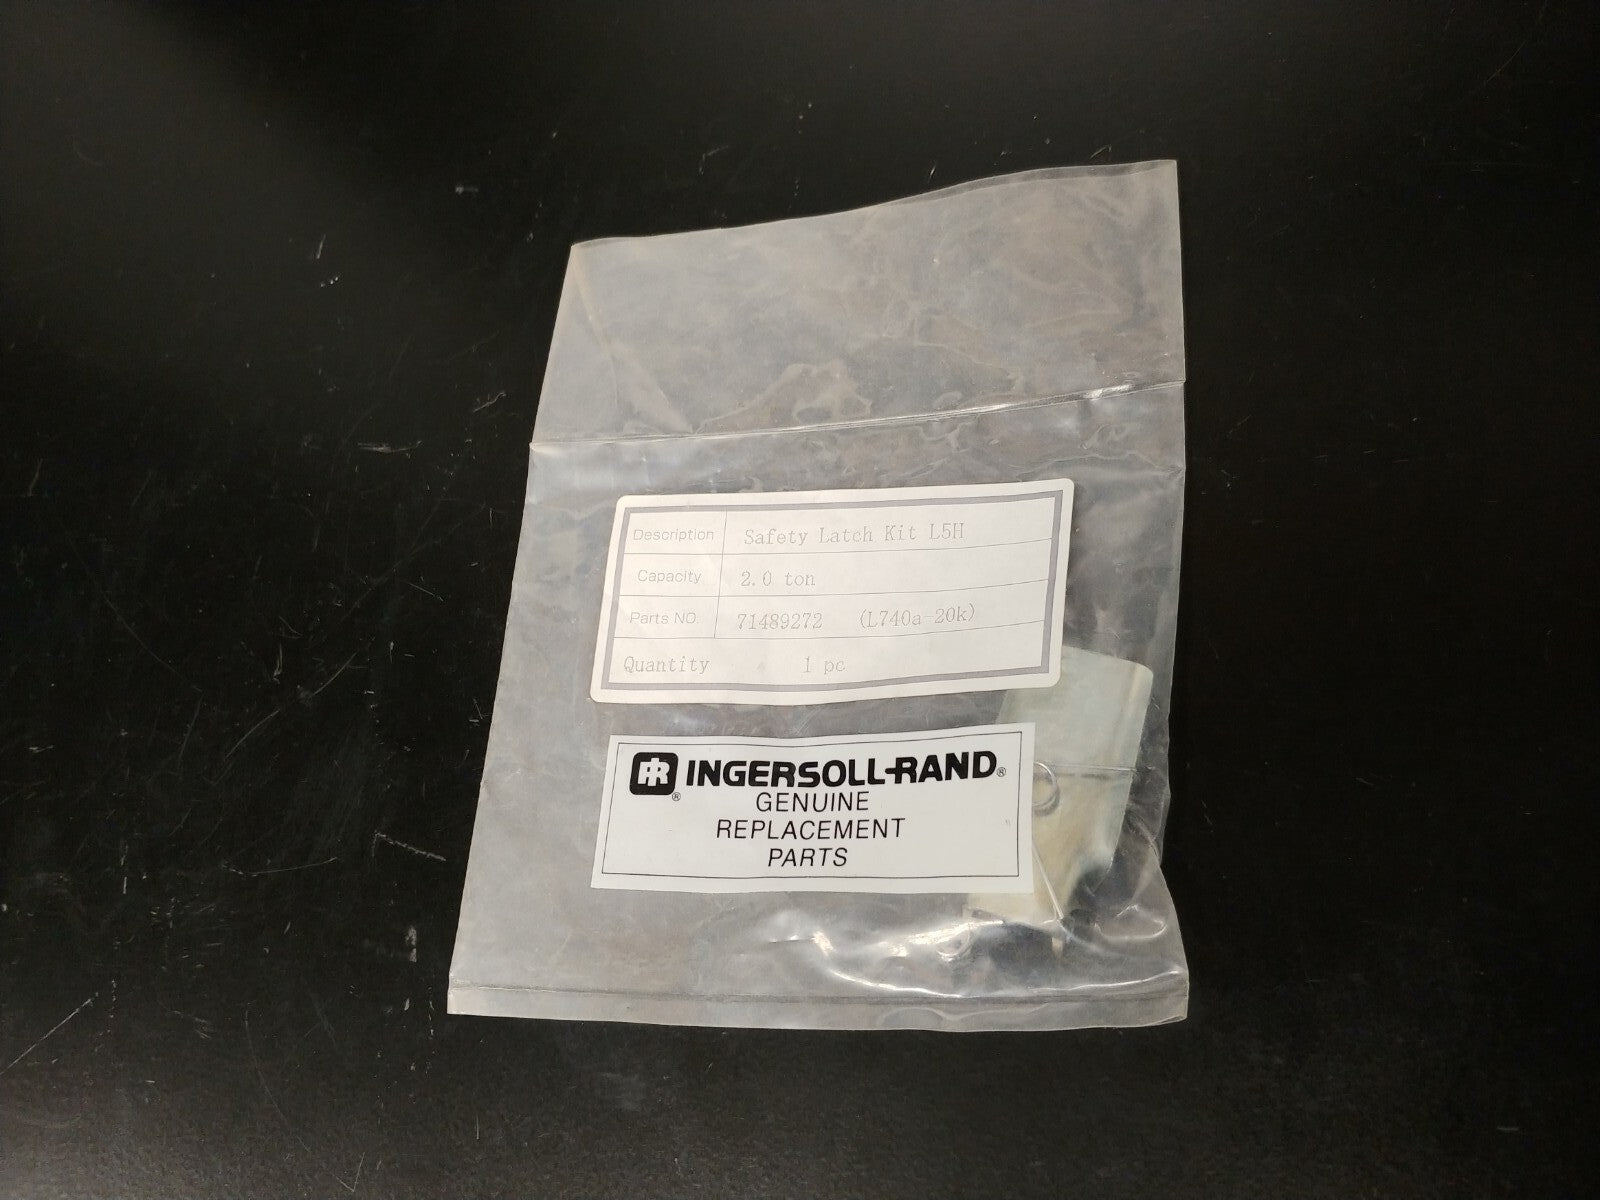 Description Safety Latch Kit L5H
Capacity 2.0 ton
Parts NO. 71489272 (L740a-20k)
Quantity 1 pc
IR® INGERSOLL-RAND®
GENUINE
REPLACEMENT
PARTS